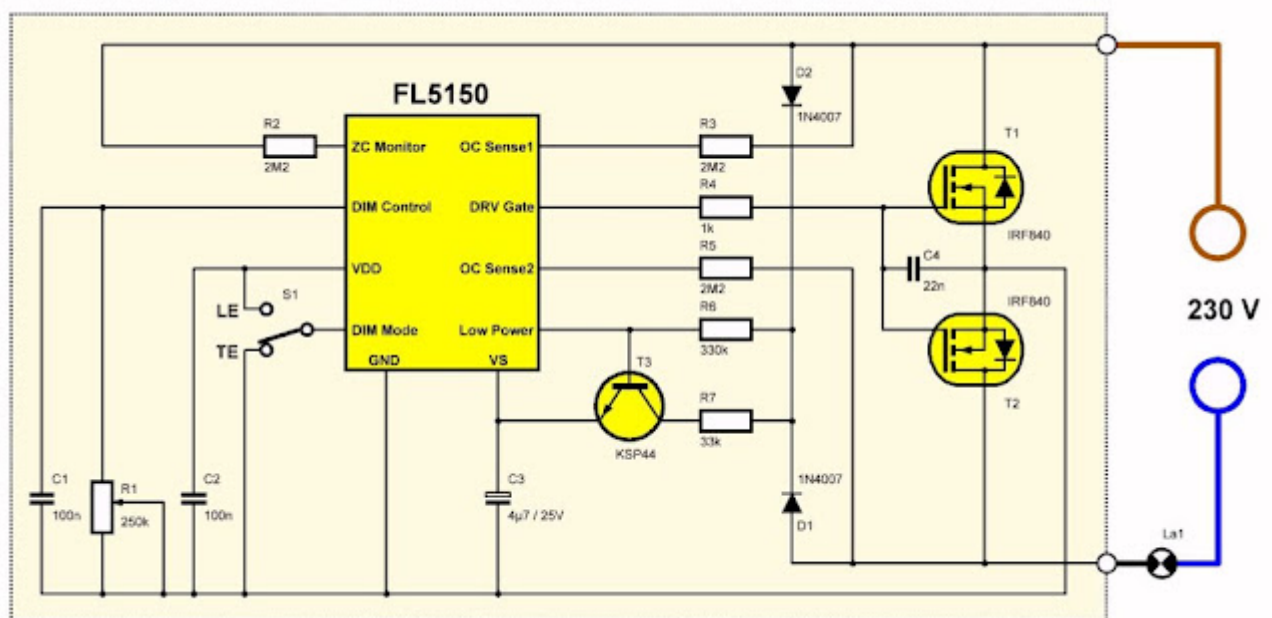 D2
FL5150
1N4007
R2
2M2
ZC Monitor
OC Sense1
R3
2M2
T1
R4
DIM Control
DRV Gate
1k
IRF840
R5
C4
22n
VDD
OC Sense2
2M2
S1
LE
IRF840
230 V
R6
DIM Mode
Low Power
330k
TE
GND
VS
T3
R7
T2
33k
KSP44
C1
100n
R1
250k
C2
100n
C3
4µ7 / 25V
1N4007
D1
La1